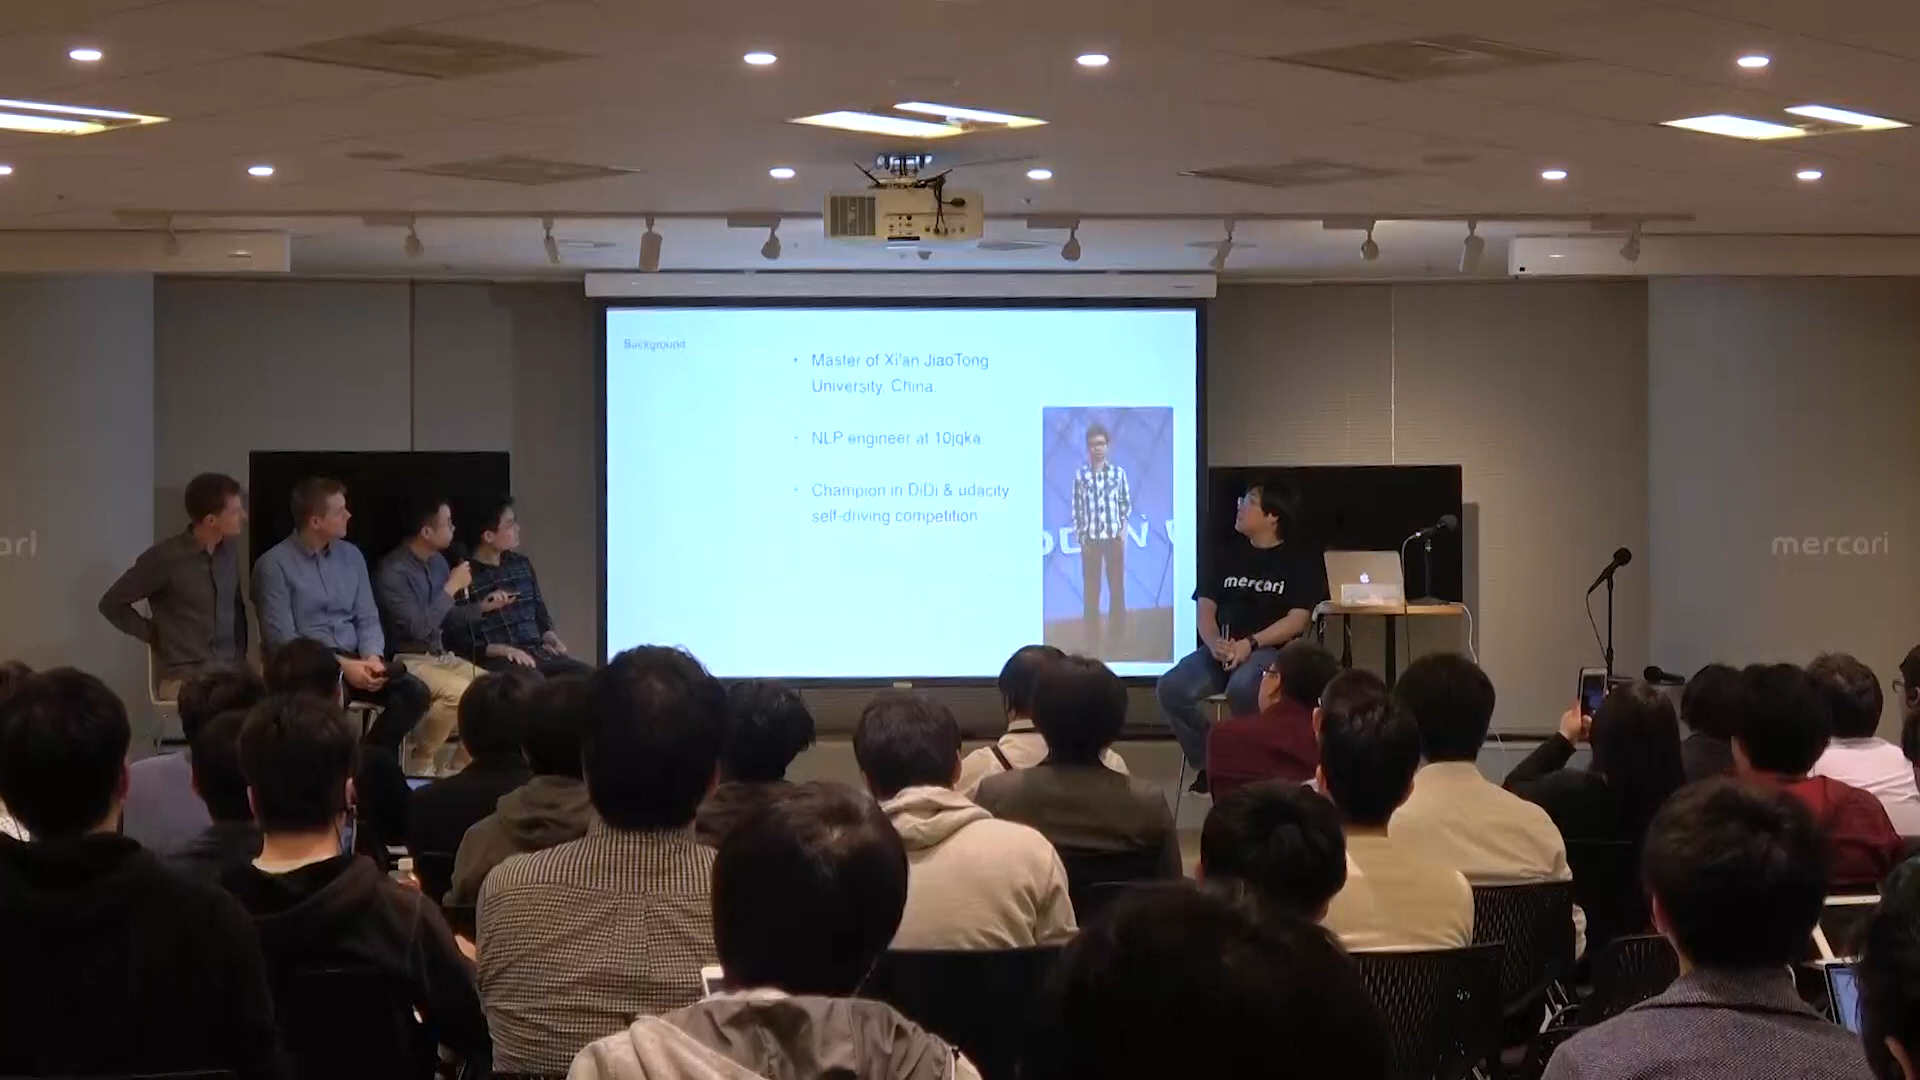 Background
• Master of Xi'an JiaoTong
University, China.
• NLP engineer at 10jqka
• Champion in DiDi & udacity
self-driving competition
mercari
mercari
ari